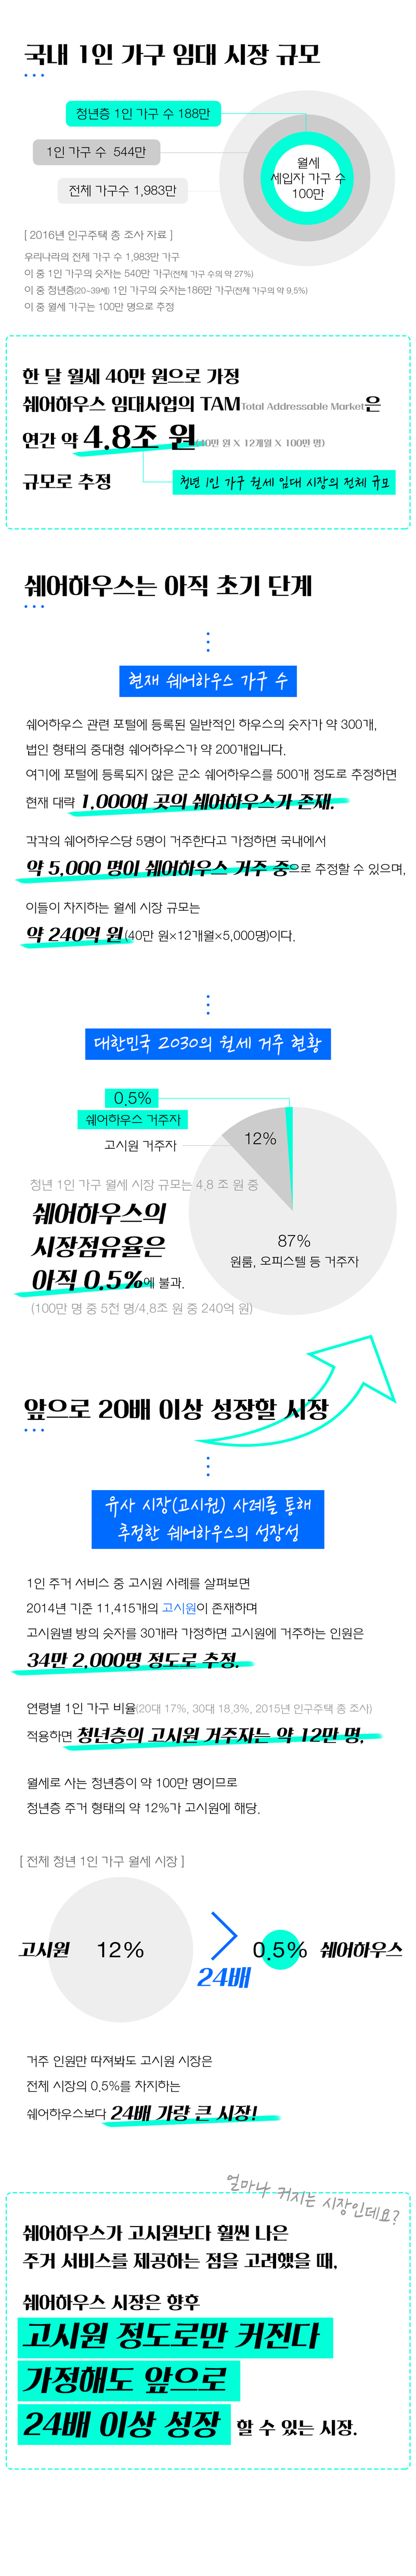 국내 1인 가구 임대 시장 규모
청년층 1인 가구 수 188만
1인 가구 수 544만
전체 가구수 1,983만
월세
세입자 가구 수
100만
[ 2016년 인구주택 총 조사 자료 ]
우리나라의 전체 가구 수 1,983만 가구
이 중 1인 가구의 숫자는 540만 가구(전체 가구 수의 약 27%)
이 중 청년층(20-39세) 1인 가구의 숫자는186만 가구(전체 가구의 약 9.5%)
이 중 월세 가구는 100만 명으로 추정
한 달 월세 40만 원으로 가정
쉐어하우스 임대사업의 TAM Total Addressable Market은
연간 약 4.8조 원(40만 원 X 12개월 X 100만 명)
규모로 추정
청년 1인 가구 월세 임대 시장의 전체 규모
쉐어하우스는 아직 초기 단계
현재 쉐어하우스 가구 수
쉐어하우스 관련 포털에 등록된 일반적인 하우스의 숫자가 약 300개,
법인 형태의 중대형 쉐어하우스가 약 200개입니다.
여기에 포털에 등록되지 않은 군소 쉐어하우스를 500개 정도로 추정하면
현재 대략 1,000여 곳의 쉐어하우스가 존재.
각각의 쉐어하우스당 5명이 거주한다고 가정하면 국내에서
약 5,000 명이 쉐어하우스 거주 중으로 추정할 수 있으며,
이들이 차지하는 월세 시장 규모는
약 240억 원 (40만 원×12개월×5,000명)이다.
대한민국 2030의 월세 거주 현황
0.5%
쉐어하우스 거주자
고시원 거주자
12%
87%
원룸, 오피스텔 등 거주자
청년 1인 가구 월세 시장 규모는 4.8 조 원 중
쉐어하우스의
시장점유율은
아직 0.5%에 불과.
(100만 명 중 5천 명/4.8조 원 중 240억 원)
앞으로 20배 이상 성장할 시장
유사 시장(고시원) 사례를 통해
추정한 쉐어하우스의 성장성
1인 주거 서비스 중 고시원 사례를 살펴보면
2014년 기준 11,415개의 고시원이 존재하며
고시원별 방의 숫자를 30개라 가정하면 고시원에 거주하는 인원은
34만 2,000명 정도로 추정.
연령별 1인 가구 비율(20대 17%, 30대 18.3%, 2015년 인구주택 총 조사)
적용하면 청년층의 고시원 거주자는 약 12만 명.
월세로 사는 청년층이 약 100만 명이므로
청년층 주거 형태의 약 12%가 고시원에 해당.
[ 전체 청년 1인 가구 월세 시장 ]
고시원 12%
24배
0.5% 쉐어하우스
거주 인원만 따져봐도 고시원 시장은
전체 시장의 0.5%를 차지하는
쉐어하우스보다 24배 가량 큰 시장!
얼마나 커지는 시장인데요?
쉐어하우스가 고시원보다 훨씬 나은
주거 서비스를 제공하는 점을 고려했을 때,
쉐어하우스 시장은 향후
고시원 정도로만 커진다
가정해도 앞으로
24배 이상 성장 할 수 있는 시장.